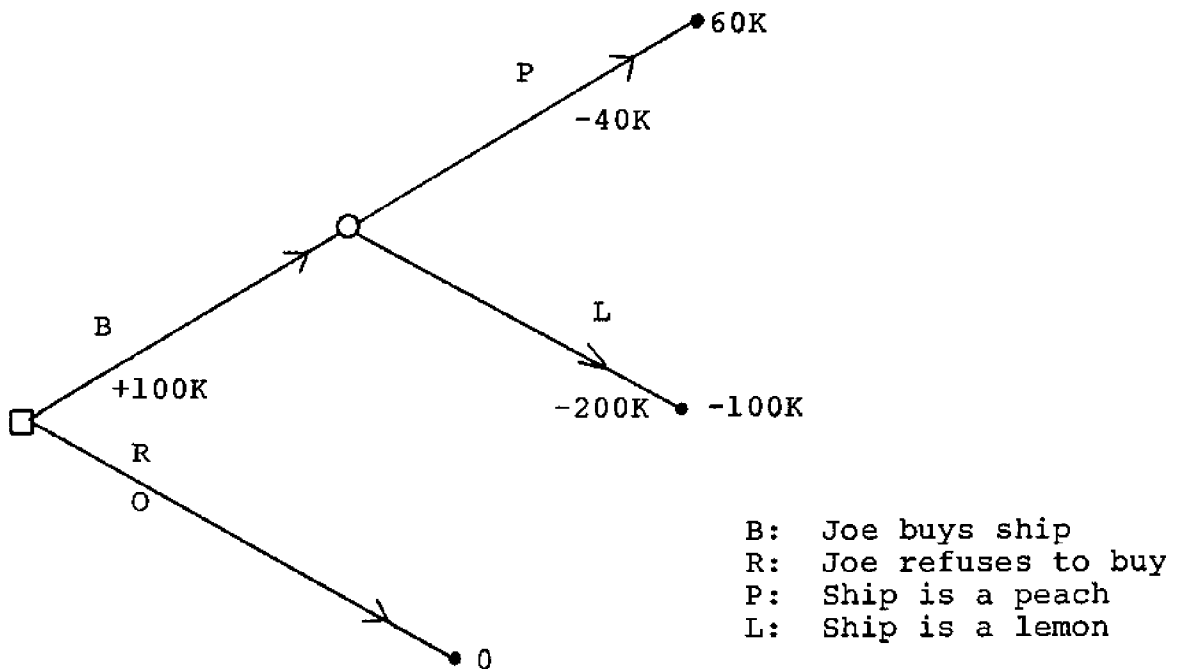 60K
P
-40K
B
L
+100K
-200K
-100K
R
O
0
B: Joe buys ship
R: Joe refuses to buy
P: Ship is a peach
L: Ship is a lemon